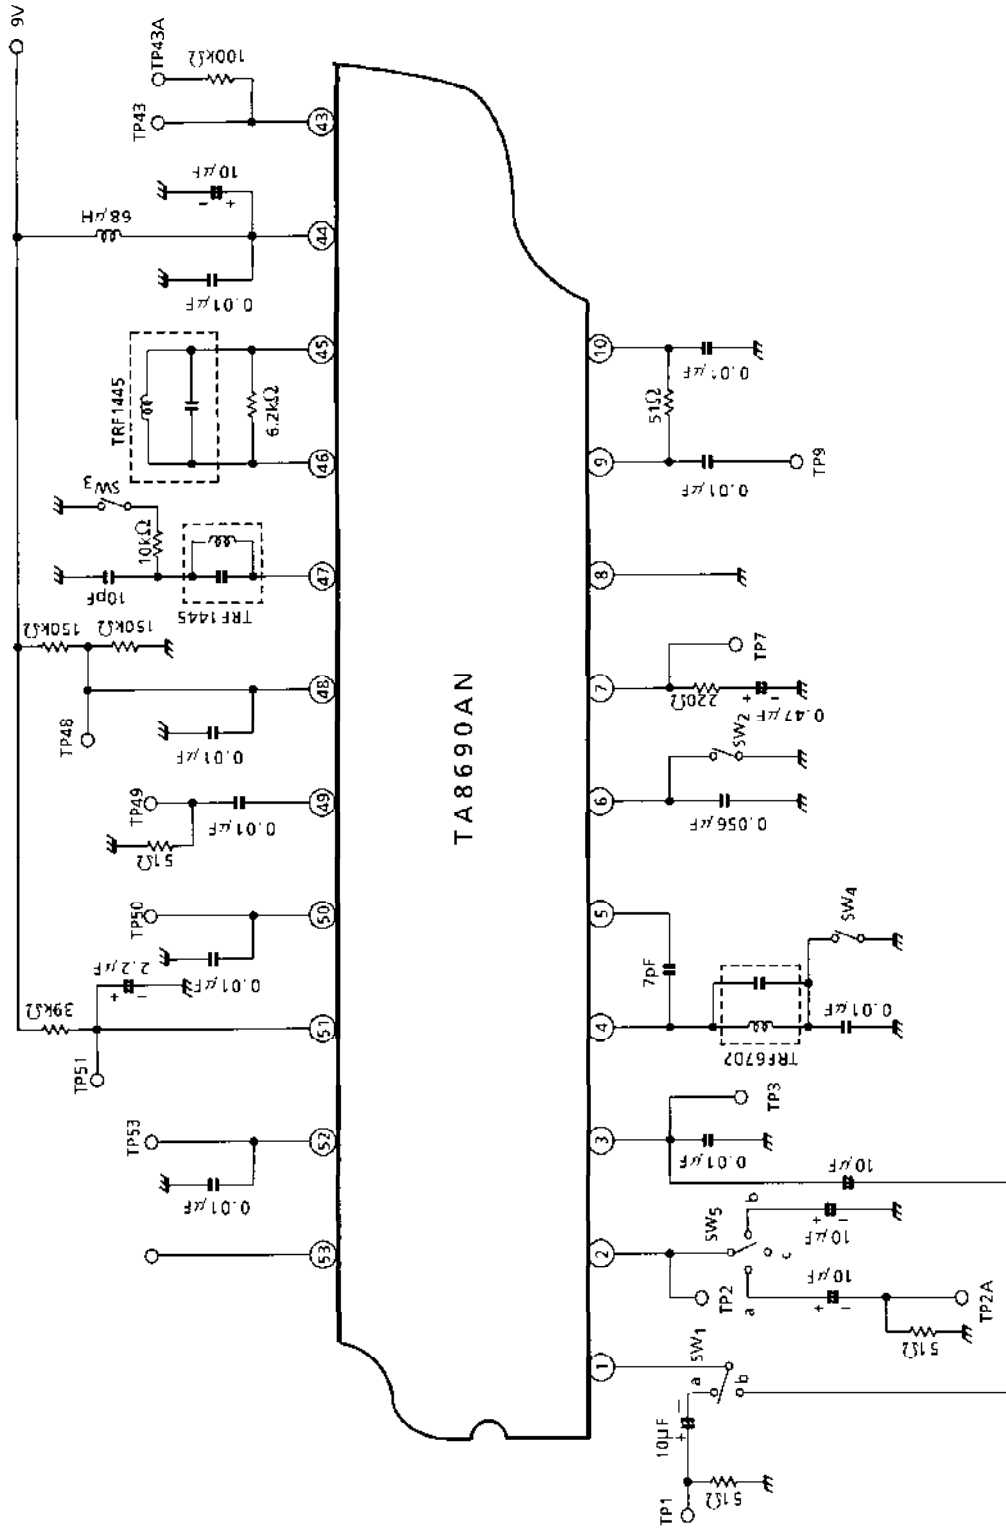 9V
TP43A
100kΩ
TP43
43
10μF
−
+
68μH
44
0.01μF
TRF1445
45
6.2kΩ
46
SW3
10kΩ
10pF
TRF1445
47
150kΩ
150kΩ
48
TP48
0.01μF
TP49
49
51Ω
0.01μF
TP50
50
0.01μF
2.2μF
+
−
39kΩ
51
TP51
TP53
52
0.01μF
53
TA8690AN
10
0.01μF
51Ω
9
0.01μF
TP9
8
7
TP7
220Ω
+
−
0.47μF
SW2
6
0.056μF
5
7pF
SW4
4
TRF6707
0.01μF
3
TP3
0.01μF
10μF
2
SW5
b
c
a
+
−
10μF
TP2
+
−
10μF
TP2A
51Ω
1
SW1
a
b
−
+
10μF
TP1
51Ω